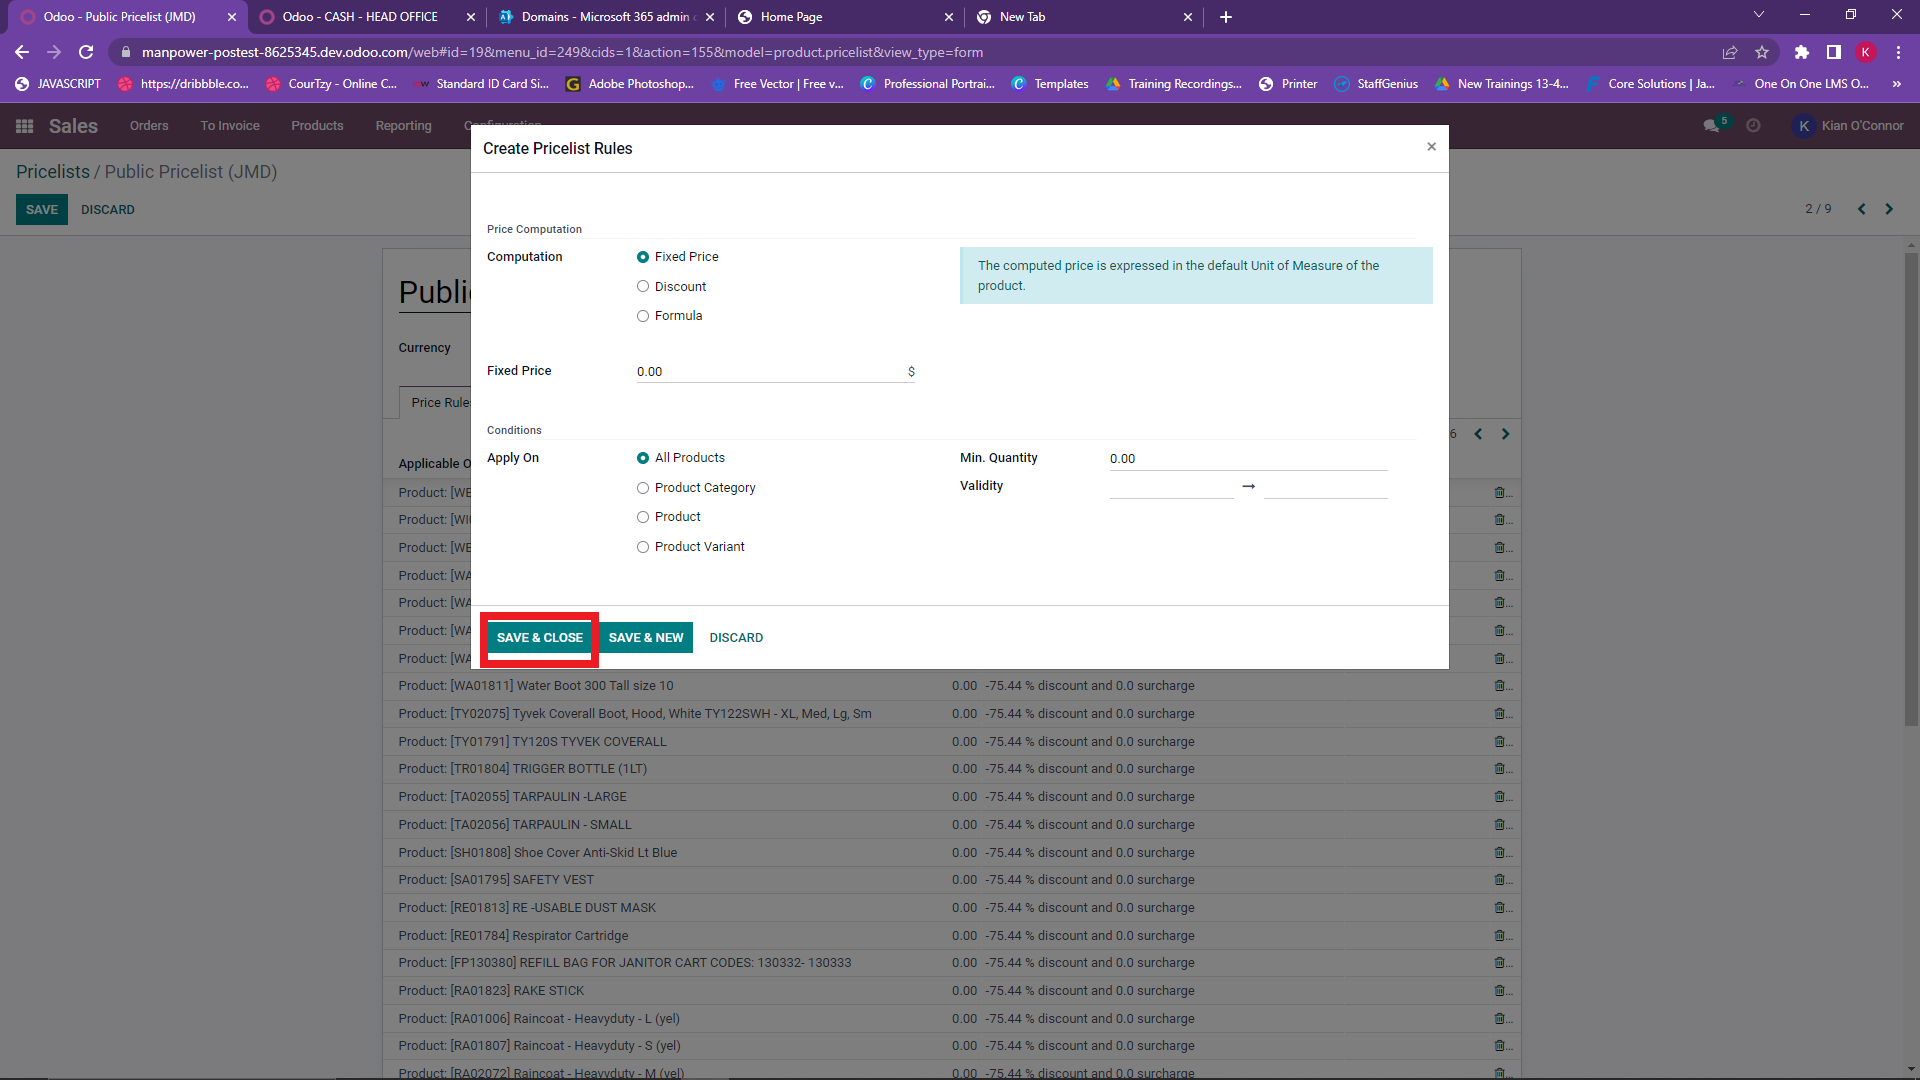 Odoo - Public Pricelist (JMD)
Odoo - CASH - HEAD OFFICE
Domains - Microsoft 365 admin
Home Page
New Tab
manpower-postest-8625345.dev.odoo.com/web#id=19&menu_id=249&cids=1&action=155&model=product.pricelist&view_type=form
K
JAVASCRIPT
https://dribbble.co...
CourTzy - Online C...
Standard ID Card Si...
Adobe Photoshop...
Free Vector | Free v...
Professional Portrai...
Templates
Training Recordings...
Printer
StaffGenius
New Trainings 13-4...
Core Solutions | Ja...
One On One LMS O...
Sales
Orders
To Invoice
Products
Reporting
Configuration
5
K
Kian O'Connor
Create Pricelist Rules
Pricelists / Public Pricelist (JMD)
SAVE
DISCARD
2 / 9
Price Computation
Computation
Fixed Price
Discount
Formula
The computed price is expressed in the default Unit of Measure of the
product.
Public
Currency
Fixed Price
0.00
$
Price Rules
Conditions
6
Apply On
All Products
Product Category
Product
Product Variant
Min. Quantity
0.00
Validity
Applicable O
Product: [WE
Product: [WI
Product: [WE
Product: [WA
Product: [WA
Product: [WA
Product: [WA
SAVE & CLOSE
SAVE & NEW
DISCARD
Product: [WA01811] Water Boot 300 Tall size 10 0.00 -75.44 % discount and 0.0 surcharge
Product: [TY02075] Tyvek Coverall Boot, Hood, White TY122SWH - XL, Med, Lg, Sm 0.00 -75.44 % discount and 0.0 surcharge
Product: [TY01791] TY120S TYVEK COVERALL 0.00 -75.44 % discount and 0.0 surcharge
Product: [TR01804] TRIGGER BOTTLE (1LT) 0.00 -75.44 % discount and 0.0 surcharge
Product: [TA02055] TARPAULIN -LARGE 0.00 -75.44 % discount and 0.0 surcharge
Product: [TA02056] TARPAULIN - SMALL 0.00 -75.44 % discount and 0.0 surcharge
Product: [SH01808] Shoe Cover Anti-Skid Lt Blue 0.00 -75.44 % discount and 0.0 surcharge
Product: [SA01795] SAFETY VEST 0.00 -75.44 % discount and 0.0 surcharge
Product: [RE01813] RE -USABLE DUST MASK 0.00 -75.44 % discount and 0.0 surcharge
Product: [RE01784] Respirator Cartridge 0.00 -75.44 % discount and 0.0 surcharge
Product: [FP130380] REFILL BAG FOR JANITOR CART CODES: 130332- 130333 0.00 -75.44 % discount and 0.0 surcharge
Product: [RA01823] RAKE STICK 0.00 -75.44 % discount and 0.0 surcharge
Product: [RA01006] Raincoat - Heavyduty - L (yel) 0.00 -75.44 % discount and 0.0 surcharge
Product: [RA01807] Raincoat - Heavyduty - S (yel) 0.00 -75.44 % discount and 0.0 surcharge
Product: [RA02072] Raincoat - Heavyduty - M (yel) 0.00 -75.44 % discount and 0.0 surcharge